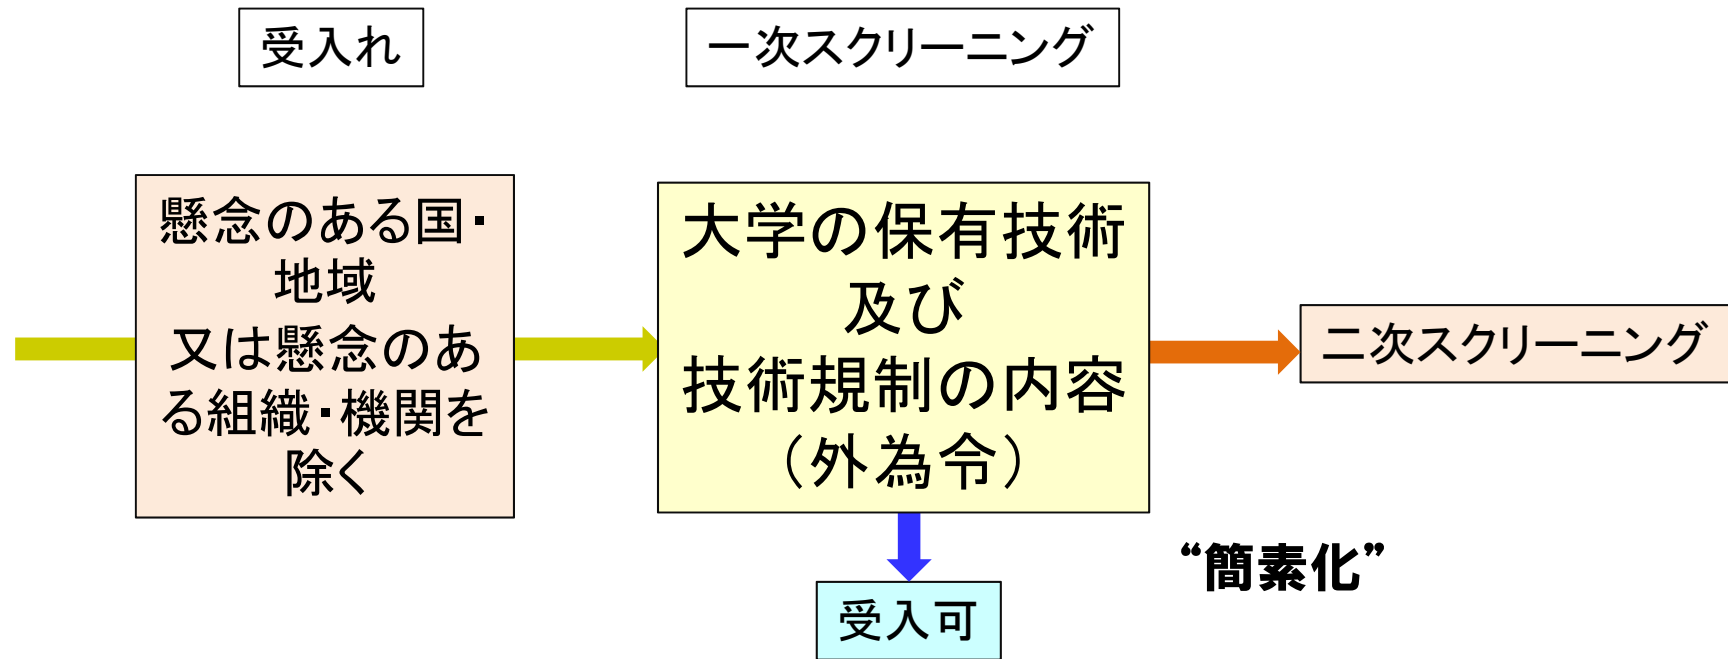 受入れ
一次スクリーニング
懸念のある国・
地域
又は懸念のあ
る組織・機関を
除く
大学の保有技術
及び
技術規制の内容
（外為令）
二次スクリーニング
“簡素化”
受入可